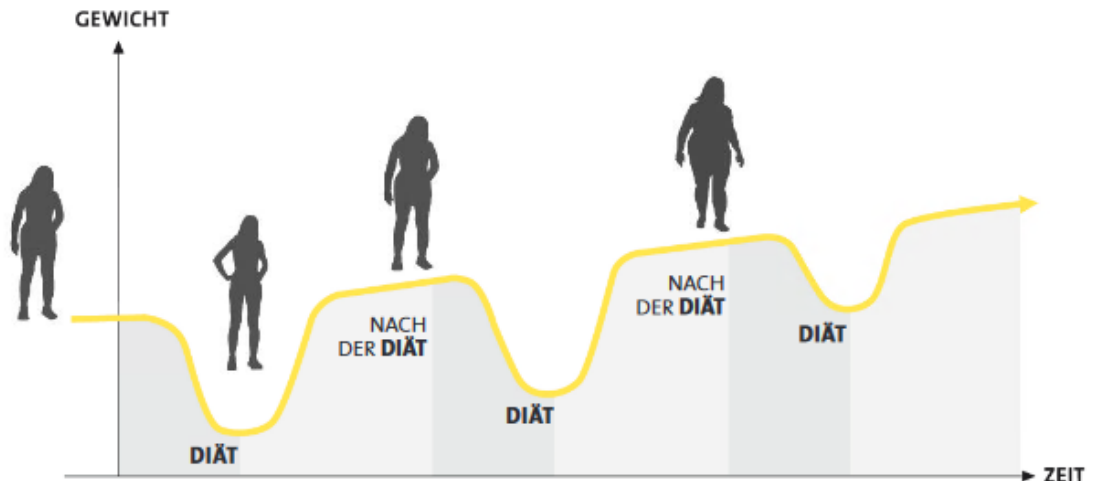 GEWICHT
NACH
DER DIÄT
NACH
DER DIÄT
DIÄT
DIÄT
DIÄT
ZEIT